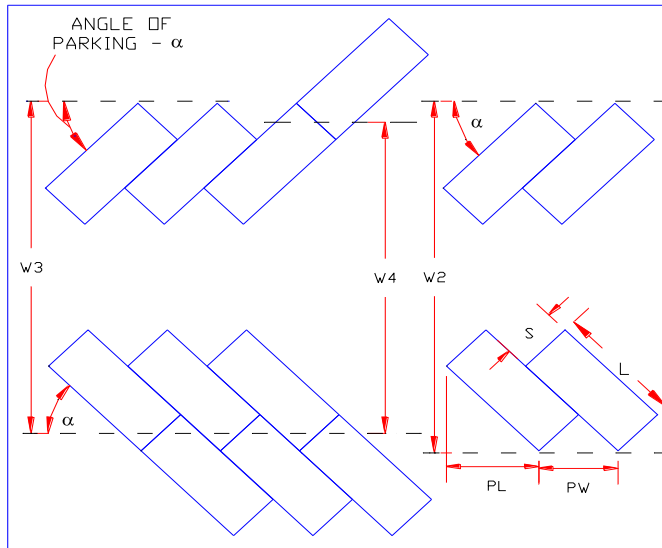 ANGLE OF
PARKING - α
α
W3
W4
W2
S
L
α
PL
PW